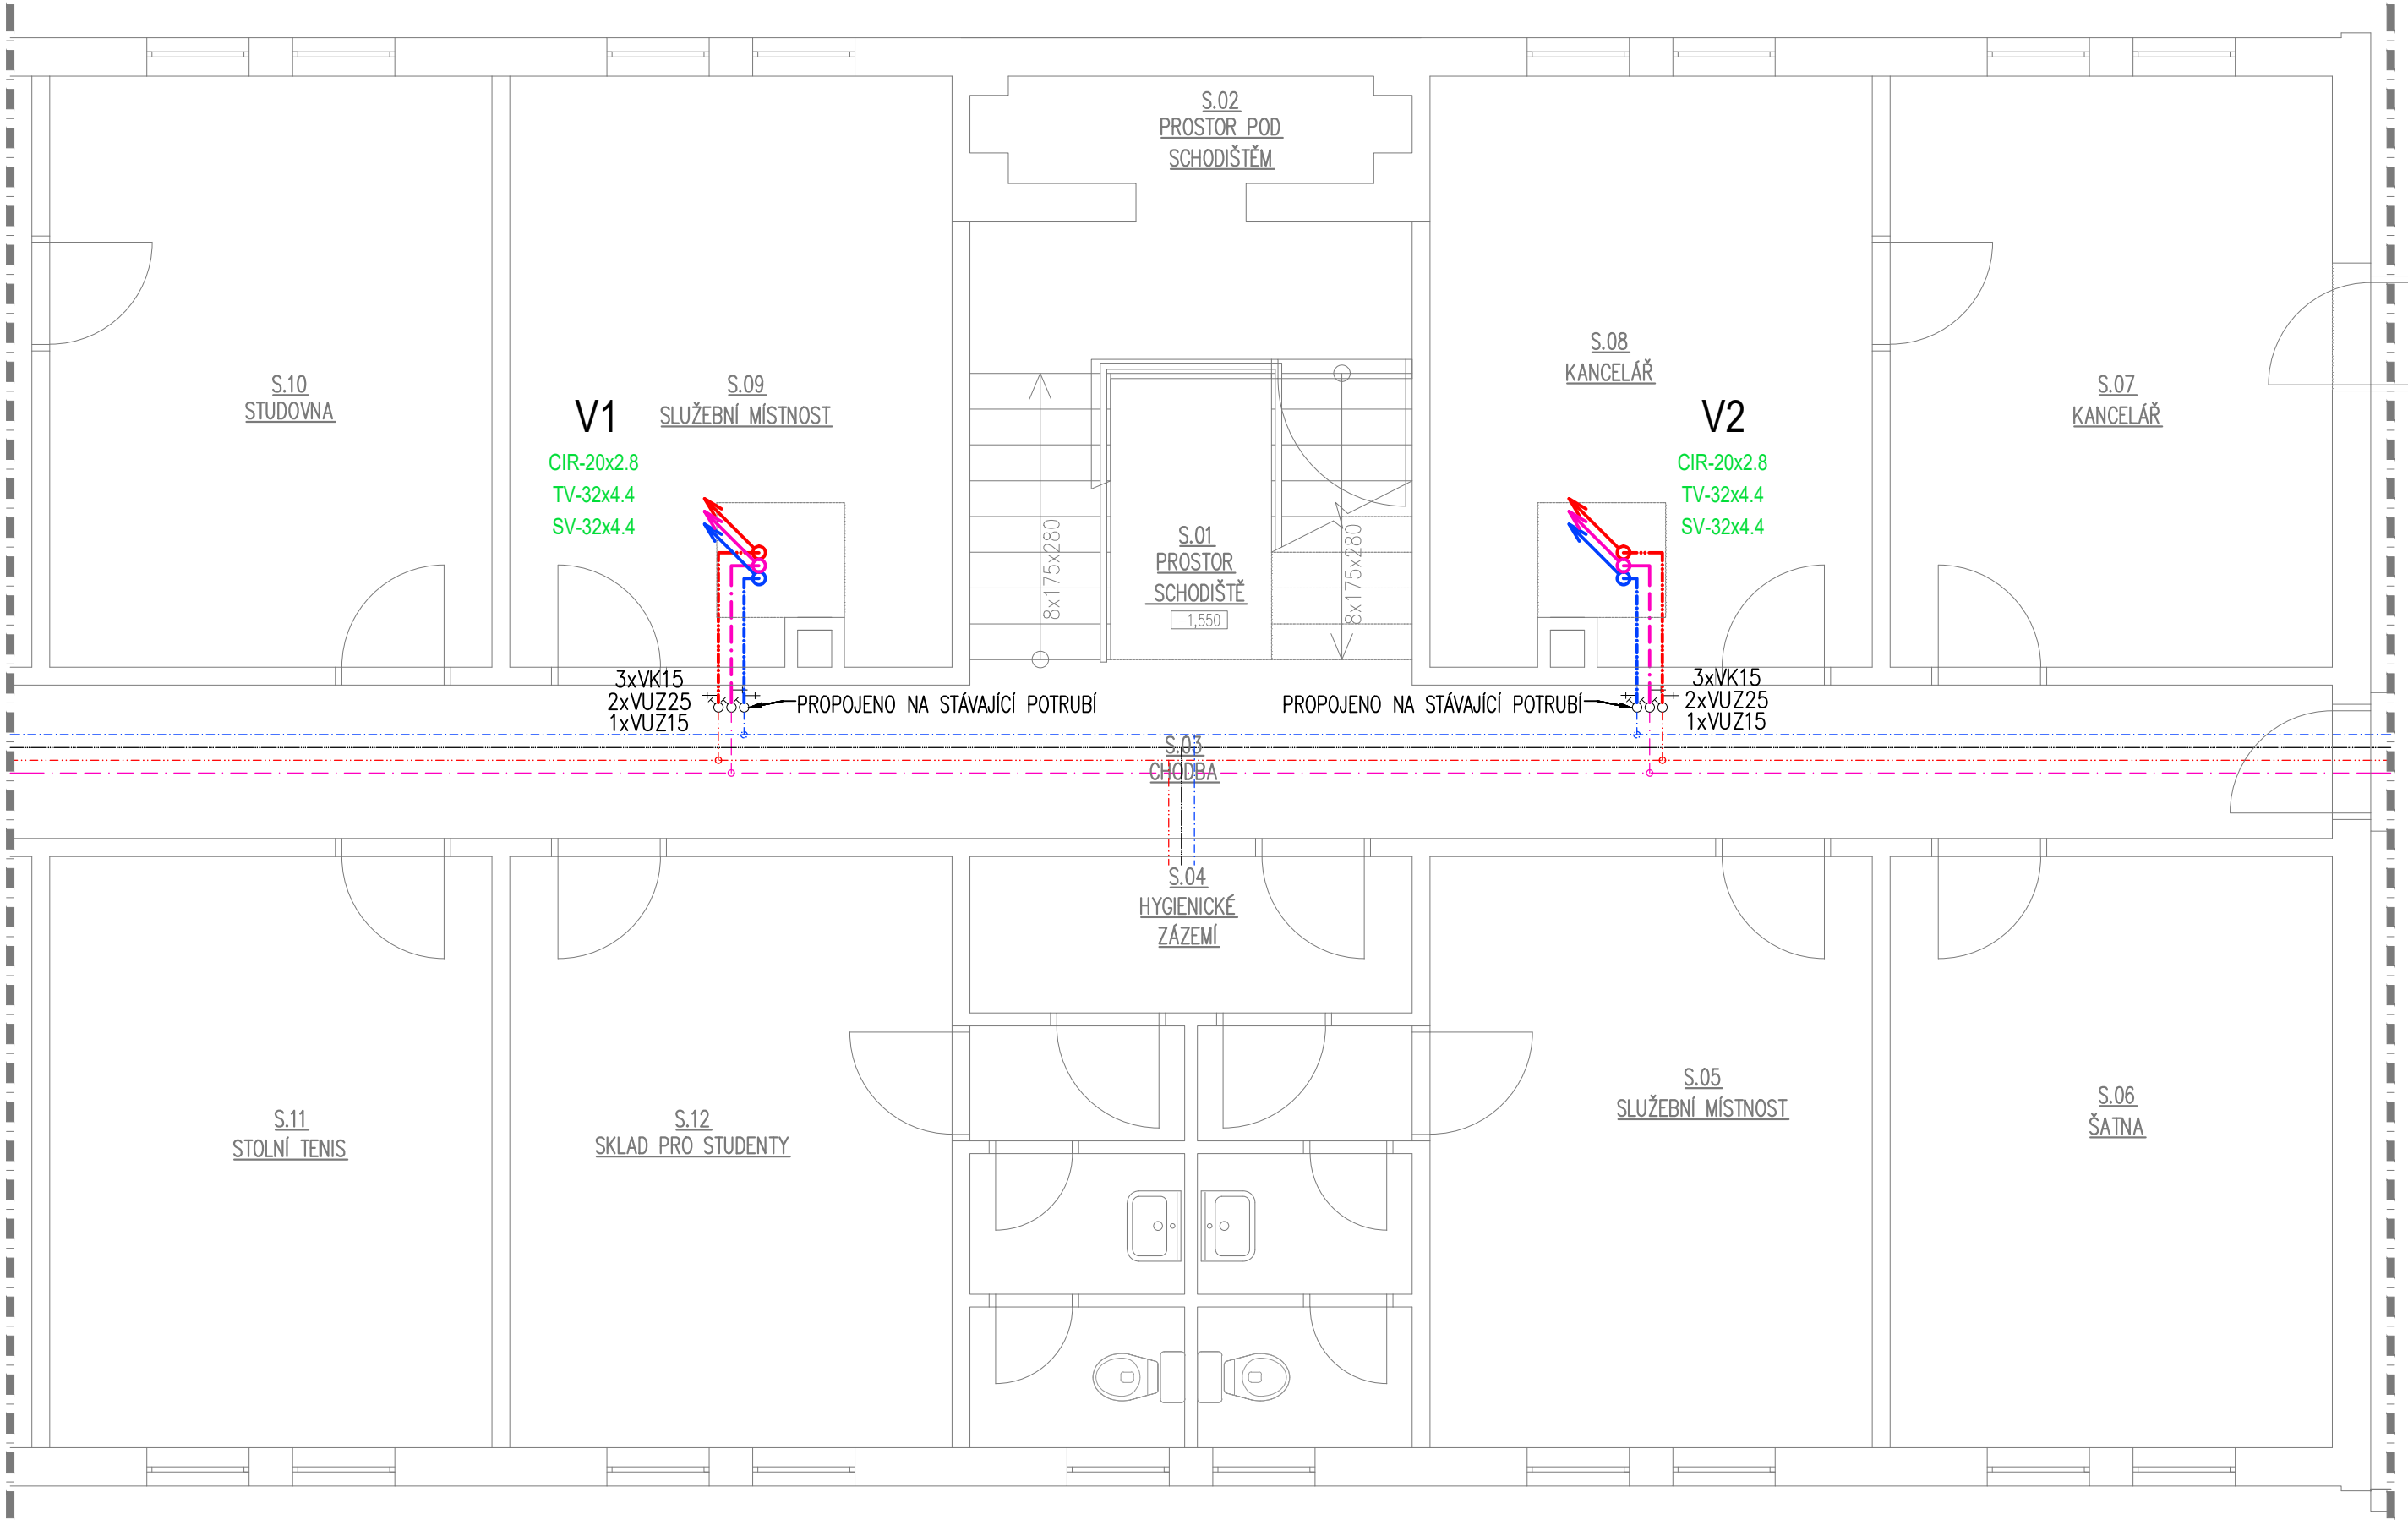 S.02
PROSTOR POD
SCHODIŠTĚM
S.10
STUDOVNA
V1
CIR-20x2.8
TV-32x4.4
SV-32x4.4
S.09
SLUŽEBNÍ MÍSTNOST
8x175x280
S.01
PROSTOR
SCHODIŠTĚ
-1,550
8x175x280
S.08
KANCELÁŘ
V2
CIR-20x2.8
TV-32x4.4
SV-32x4.4
S.07
KANCELÁŘ
3xVK15
2xVUZ25
1xVUZ15
PROPOJENO NA STÁVAJÍCÍ POTRUBÍ
PROPOJENO NA STÁVAJÍCÍ POTRUBÍ
3xVK15
2xVUZ25
1xVUZ15
S.03
CHODBA
S.04
HYGIENICKÉ
ZÁZEMÍ
S.11
STOLNÍ TENIS
S.12
SKLAD PRO STUDENTY
S.05
SLUŽEBNÍ MÍSTNOST
S.06
ŠATNA